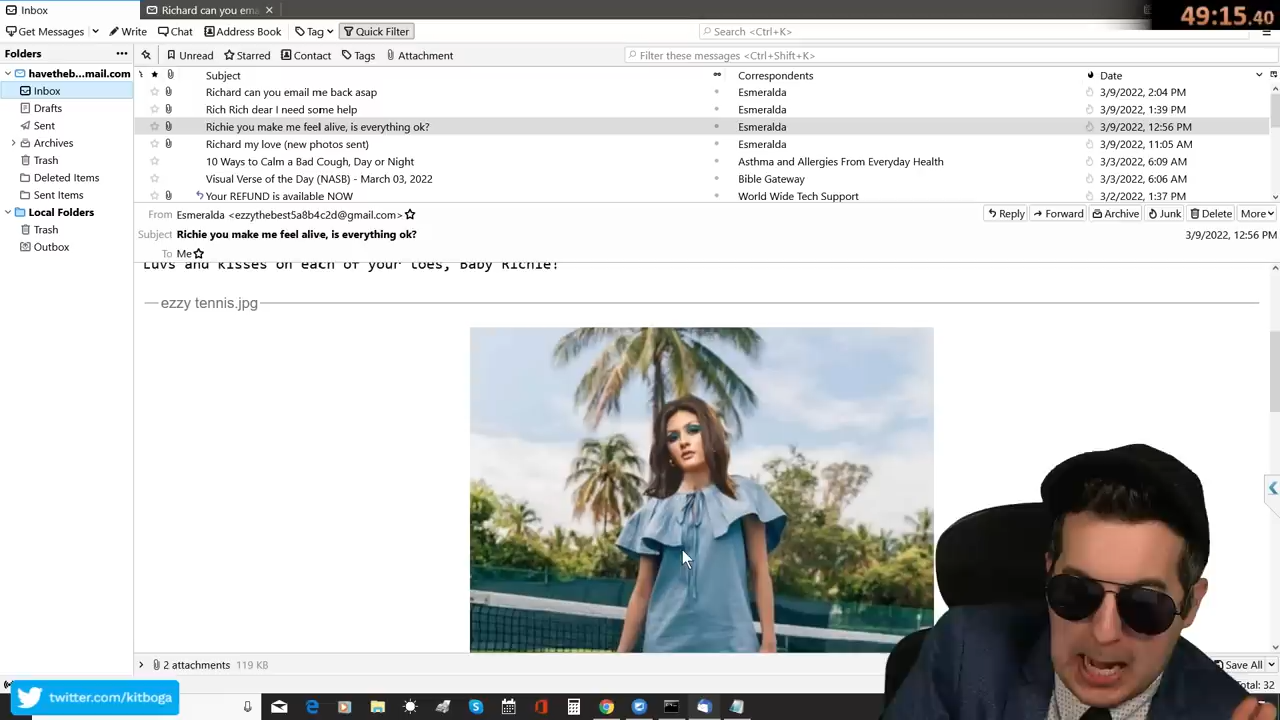 Inbox
Richard can you ema
49:15.40
Get Messages
Write
Chat
Address Book
Tag
Quick Filter
Search <Ctrl+K>
Folders
Unread
Starred
Contact
Tags
Attachment
Filter these messages <Ctrl+Shift+K>
havetheb...mail.com
Inbox
Drafts
Sent
Archives
Trash
Deleted Items
Sent Items
Local Folders
Trash
Outbox
Subject Correspondents Date
Richard can you email me back asap Esmeralda 3/9/2022, 2:04 PM
Rich Rich dear I need some help Esmeralda 3/9/2022, 1:39 PM
Richie you make me feel alive, is everything ok? Esmeralda 3/9/2022, 12:56 PM
Richard my love (new photos sent) Esmeralda 3/9/2022, 11:05 AM
10 Ways to Calm a Bad Cough, Day or Night Asthma and Allergies From Everyday Health 3/3/2022, 6:09 AM
Visual Verse of the Day (NASB) - March 03, 2022 Bible Gateway 3/3/2022, 6:06 AM
Your REFUND is available NOW World Wide Tech Support 3/2/2022, 1:37 PM
From Esmeralda <ezzythebest5a8b4c2d@gmail.com>
Reply Forward Archive Junk Delete More
Subject Richie you make me feel alive, is everything ok?
3/9/2022, 12:56 PM
To Me
Luvs and kisses on each of your toes, Baby Richie!
ezzy tennis.jpg
2 attachments 119 KB
Save All
Total: 32
twitter.com/kitboga